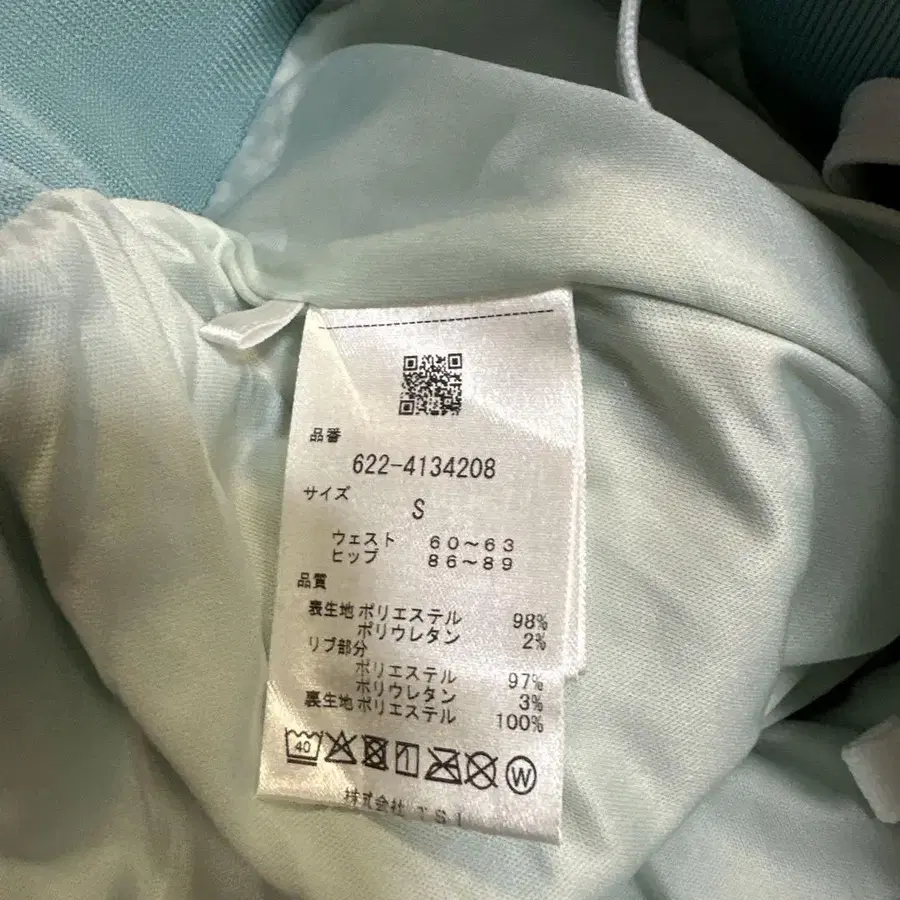 品番
622-4134208
サイズ
S
ウェスト 60~63
ヒップ 86~89
品質
表生地 ポリエステル 98%
ポリウレタン 2%
リブ部分
ポリエステル 97%
ポリウレタン 3%
裏生地 ポリエステル 100%
40 W
株式会社 TSI